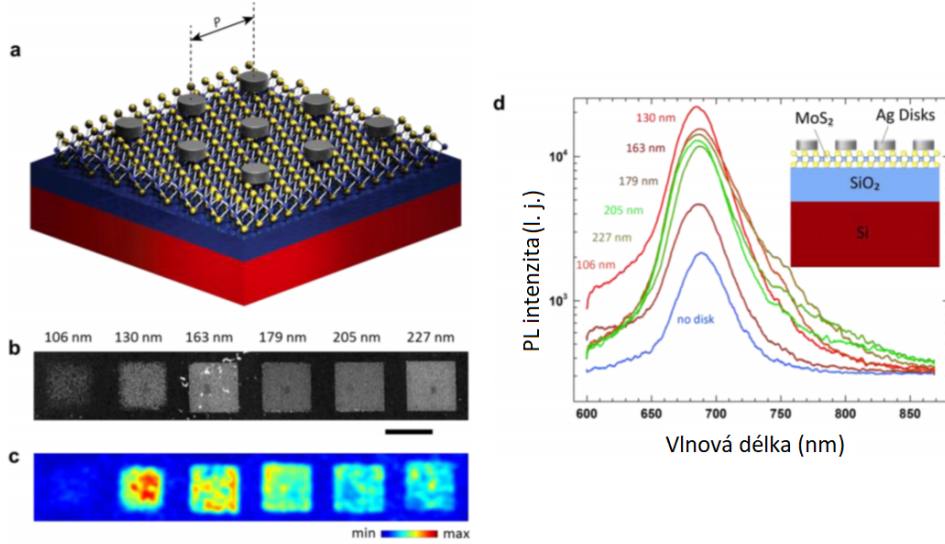 a
P
b
106 nm 130 nm 163 nm 179 nm 205 nm 227 nm
c
min max
d
PL intenzita (l. j.)
10⁴
10³
130 nm
163 nm
179 nm
205 nm
227 nm
106 nm
no disk
MoS₂ Ag Disks
SiO₂
Si
600 650 700 750 800 850
Vlnová délka (nm)